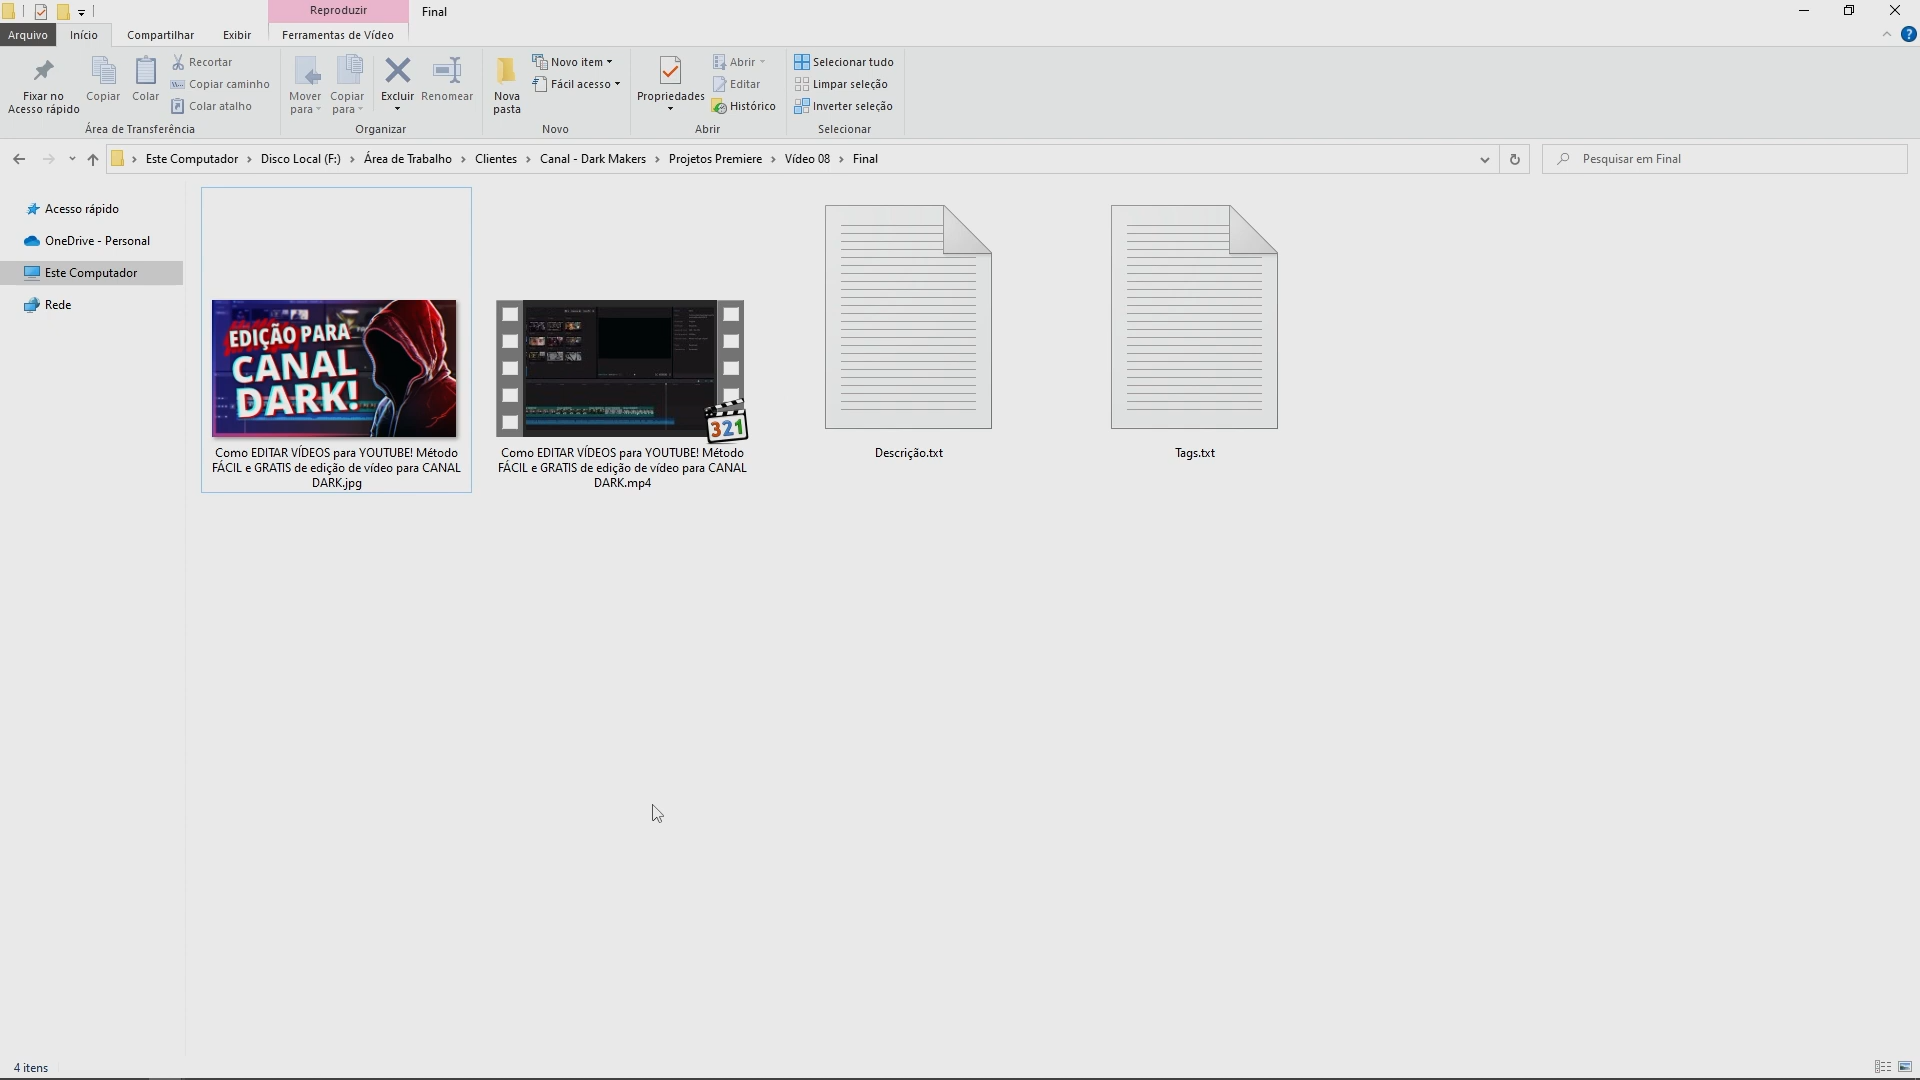 Reproduzir
Final
Arquivo
Início
Compartilhar
Exibir
Ferramentas de Vídeo
Fixar no
Acesso rápido
Copiar
Colar
Recortar
Copiar caminho
Colar atalho
Área de Transferência
Mover
para
Copiar
para
Excluir
Renomear
Organizar
Nova
pasta
Novo item
Fácil acesso
Novo
Propriedades
Abrir
Editar
Histórico
Abrir
Selecionar tudo
Limpar seleção
Inverter seleção
Selecionar
Este Computador
Disco Local (F:)
Área de Trabalho
Clientes
Canal - Dark Makers
Projetos Premiere
Vídeo 08
Final
Pesquisar em Final
Acesso rápido
OneDrive - Personal
Este Computador
Rede
EDIÇÃO PARA
CANAL
DARK!
321
Como EDITAR VÍDEOS para YOUTUBE! Método
FÁCIL e GRATIS de edição de vídeo para CANAL
DARK.jpg
Como EDITAR VÍDEOS para YOUTUBE! Método
FÁCIL e GRATIS de edição de vídeo para CANAL
DARK.mp4
Descrição.txt
Tags.txt
4 itens